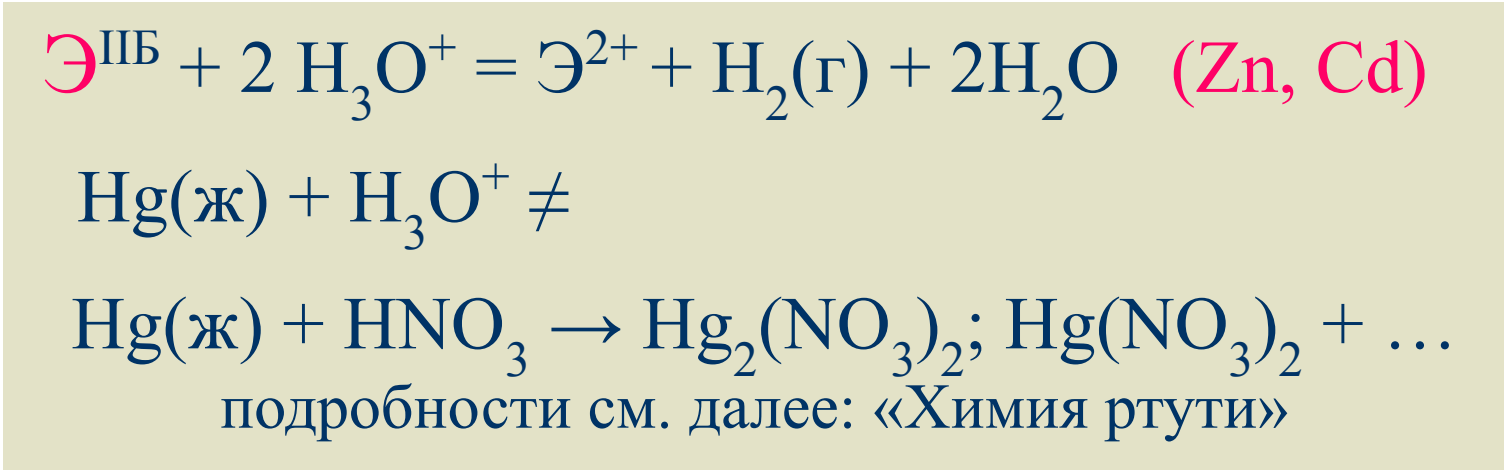 Э^IIБ + 2 H₃O⁺ = Э²⁺ + H₂(г) + 2H₂O (Zn, Cd)
Hg(ж) + H₃O⁺ ≠
Hg(ж) + HNO₃ → Hg₂(NO₃)₂; Hg(NO₃)₂ + …
подробности см. далее: «Химия ртути»